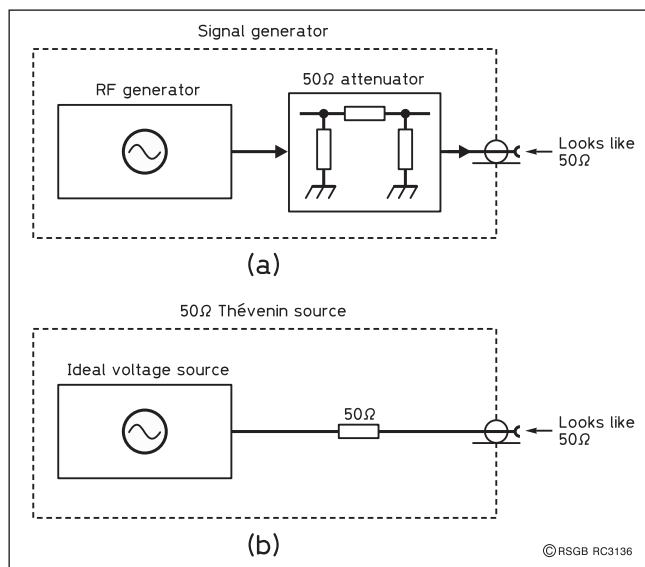 Signal generator
RF generator
50Ω attenuator
Looks like
50Ω
(a)
50Ω Thévenin source
Ideal voltage source
50Ω
Looks like
50Ω
(b)
©RSGB RC3136